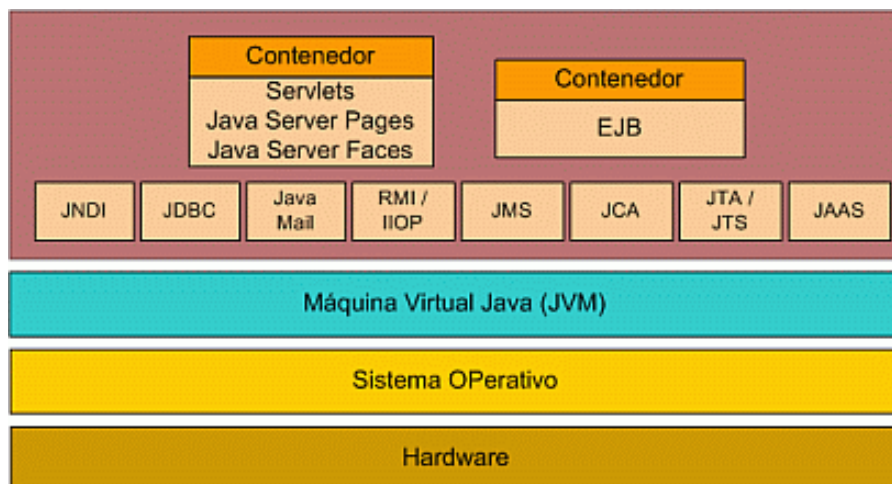 Contenedor
Servlets
Java Server Pages
Java Server Faces
Contenedor
EJB
JNDI
JDBC
Java
Mail
RMI /
IIOP
JMS
JCA
JTA /
JTS
JAAS
Máquina Virtual Java (JVM)
Sistema OPerativo
Hardware